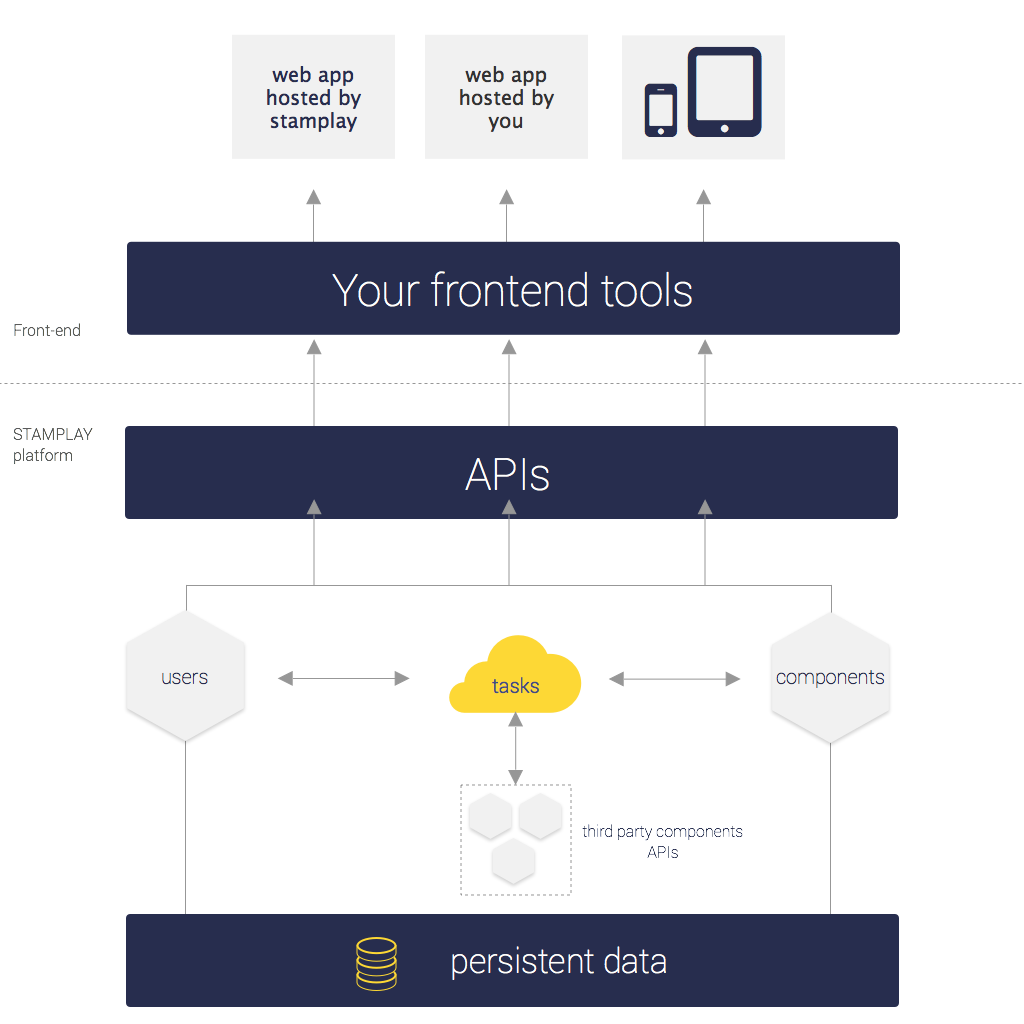 web app
hosted by
stamplay
web app
hosted by
you
Your frontend tools
Front-end
STAMPLAY
platform
APIs
users
tasks
components
third party components
APIs
persistent data